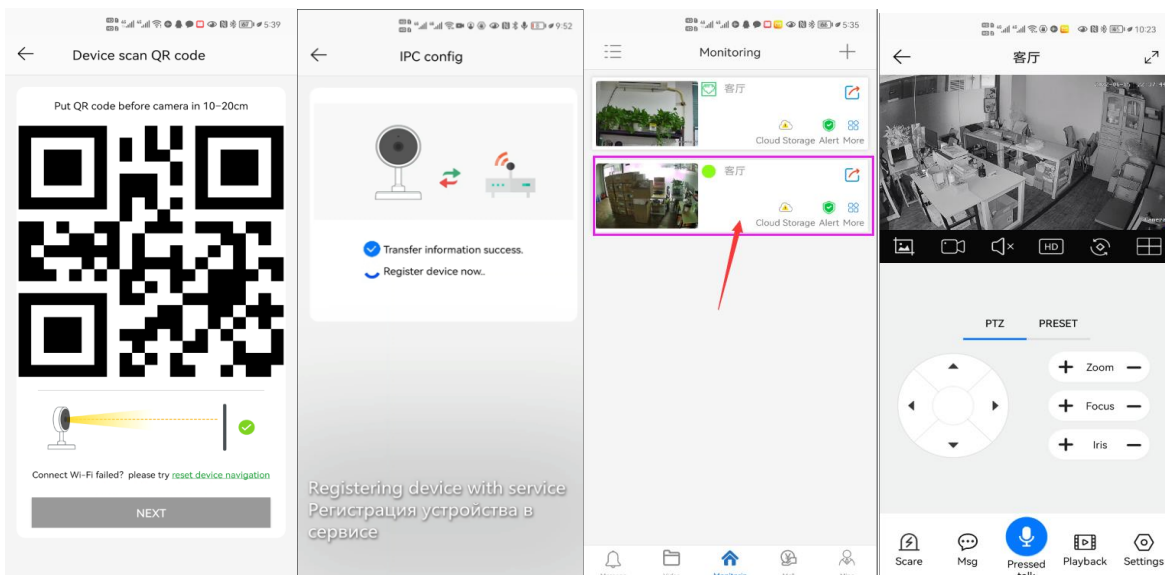 5:39
Device scan QR code
Put QR code before camera in 10-20cm
Connect Wi-Fi failed? please try reset device navigation
NEXT
9:52
IPC config
Transfer information success.
Register device now..
Registering device with service
Регистрация устройства в
сервисе
5:35
Monitoring
客厅
Cloud Storage Alert More
客厅
Cloud Storage Alert More
10:23
客厅
HD
PTZ PRESET
Zoom
Focus
Iris
Scare Msg Pressed Playback Settings
talk